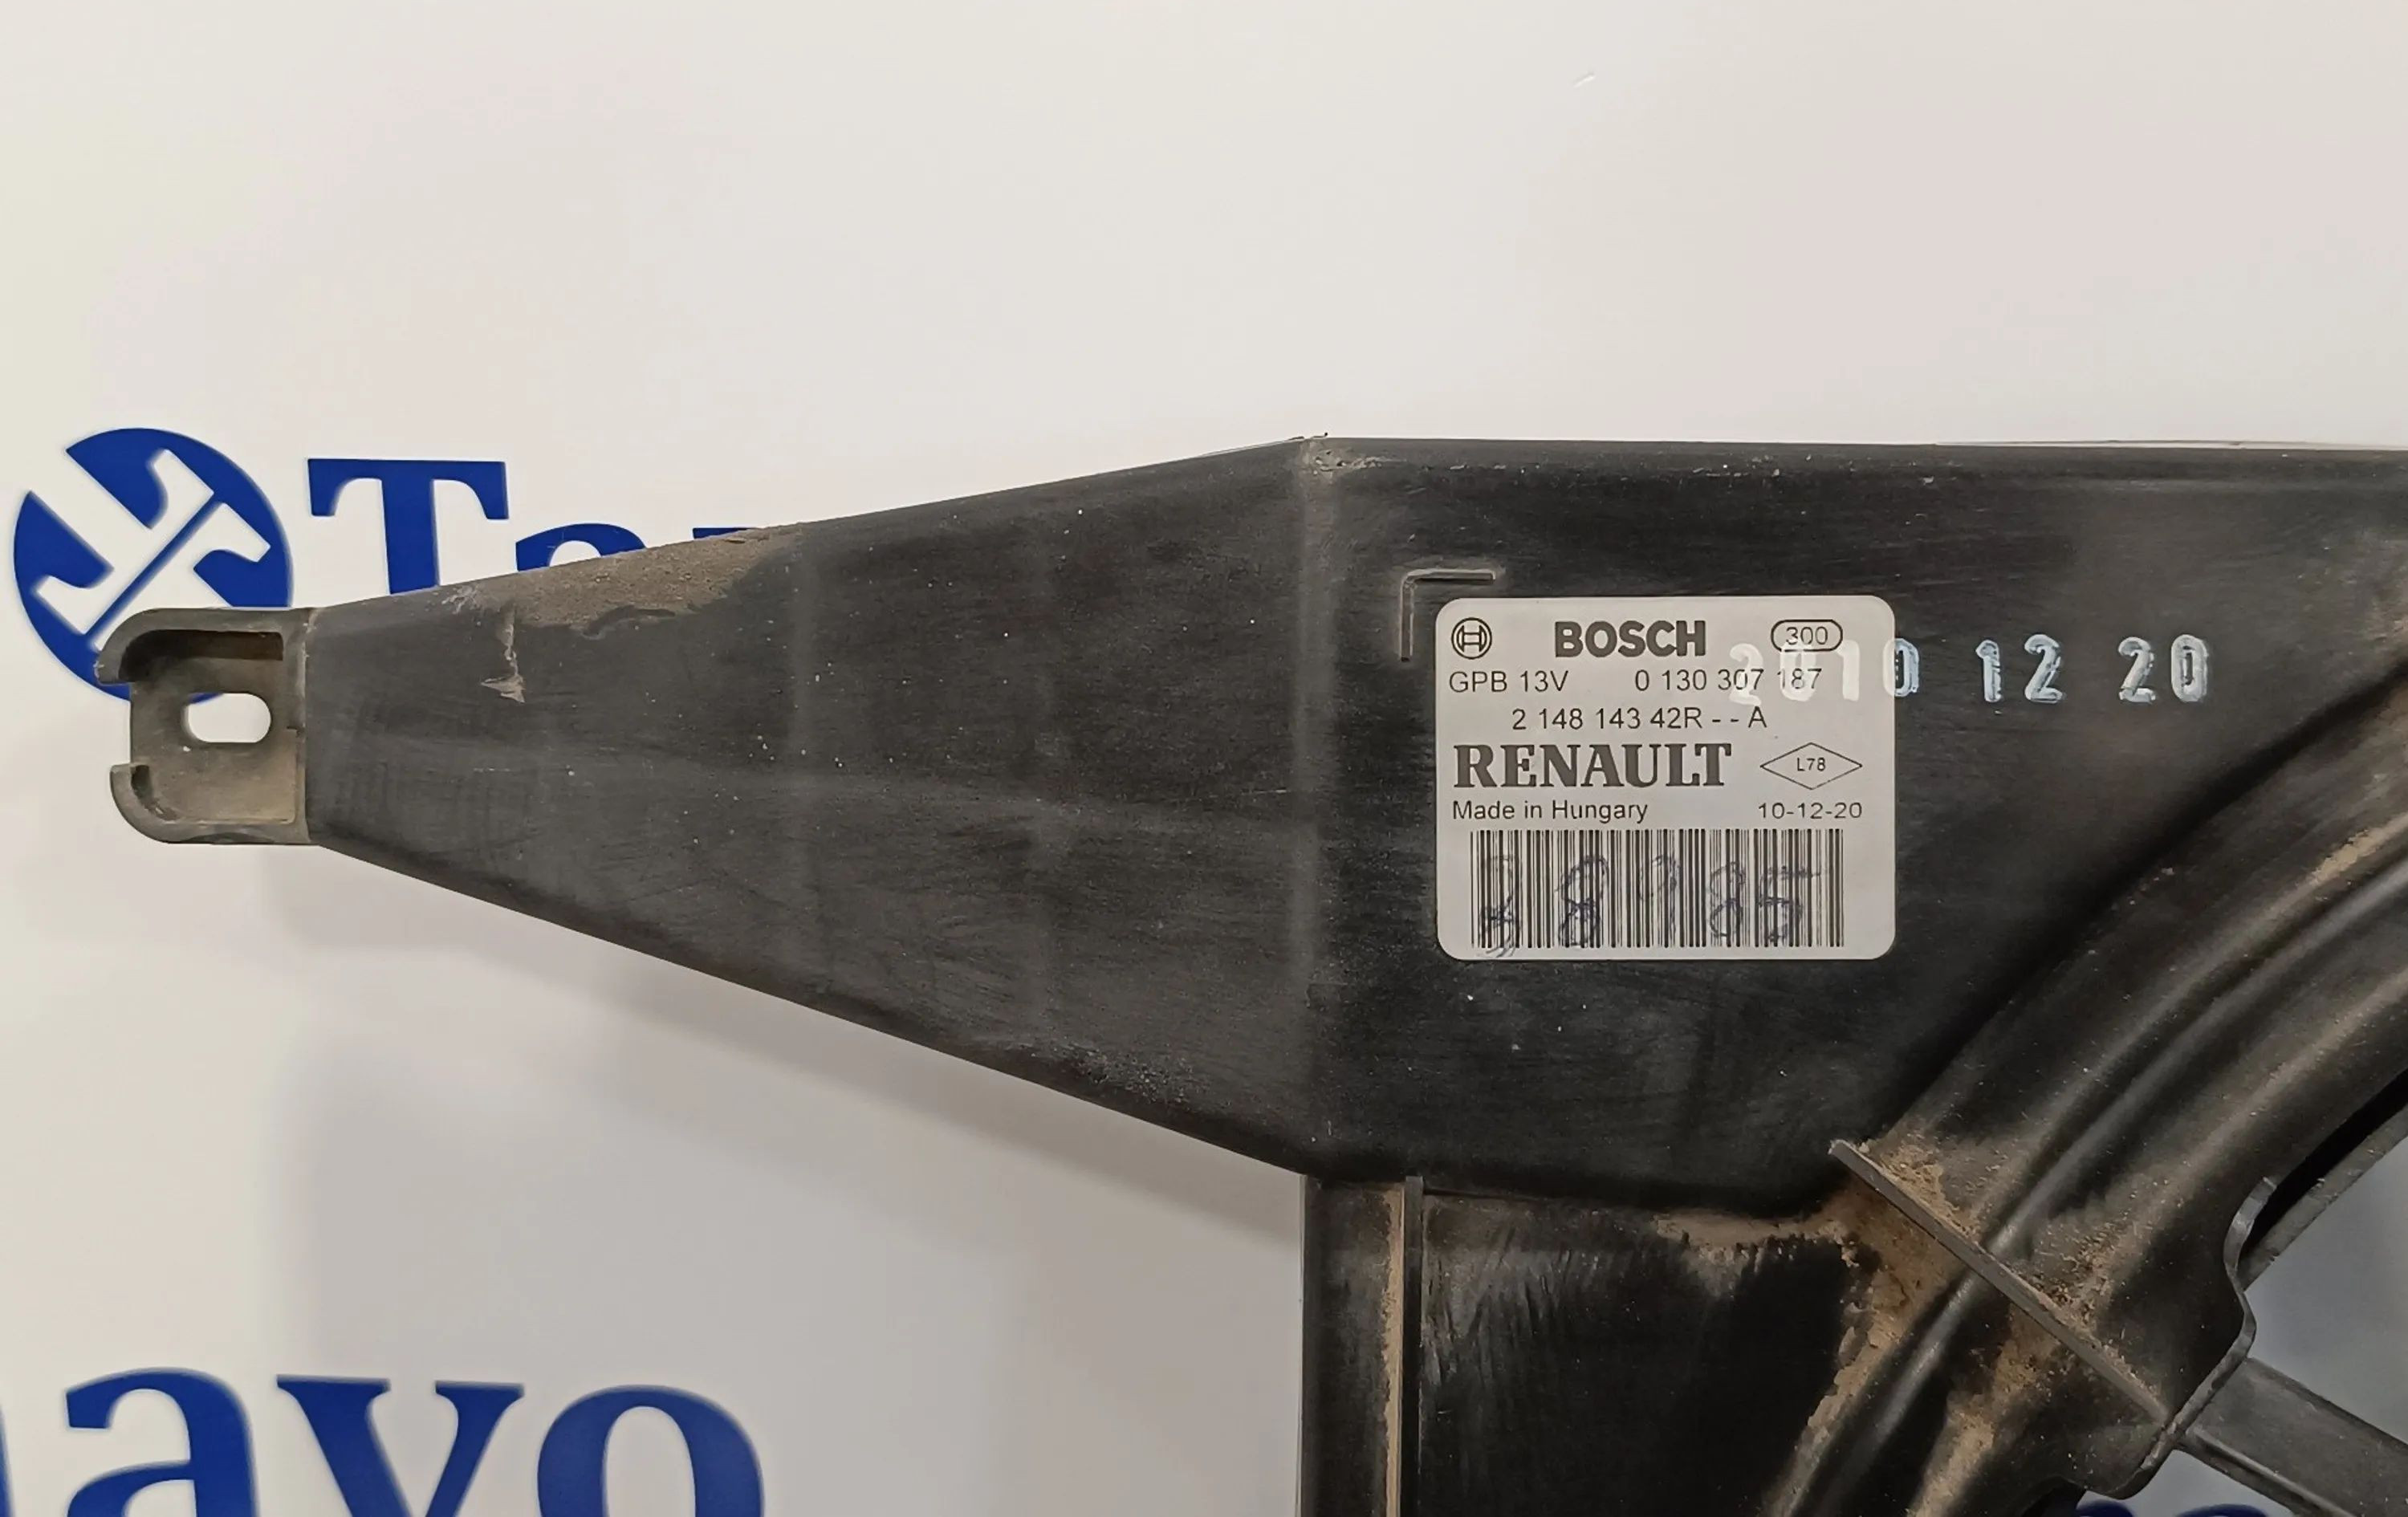 BOSCH 300
GPB 13V 0 130 307 187
2010 12 20
2 148 143 42R - - A
RENAULT L78
Made in Hungary 10-12-20